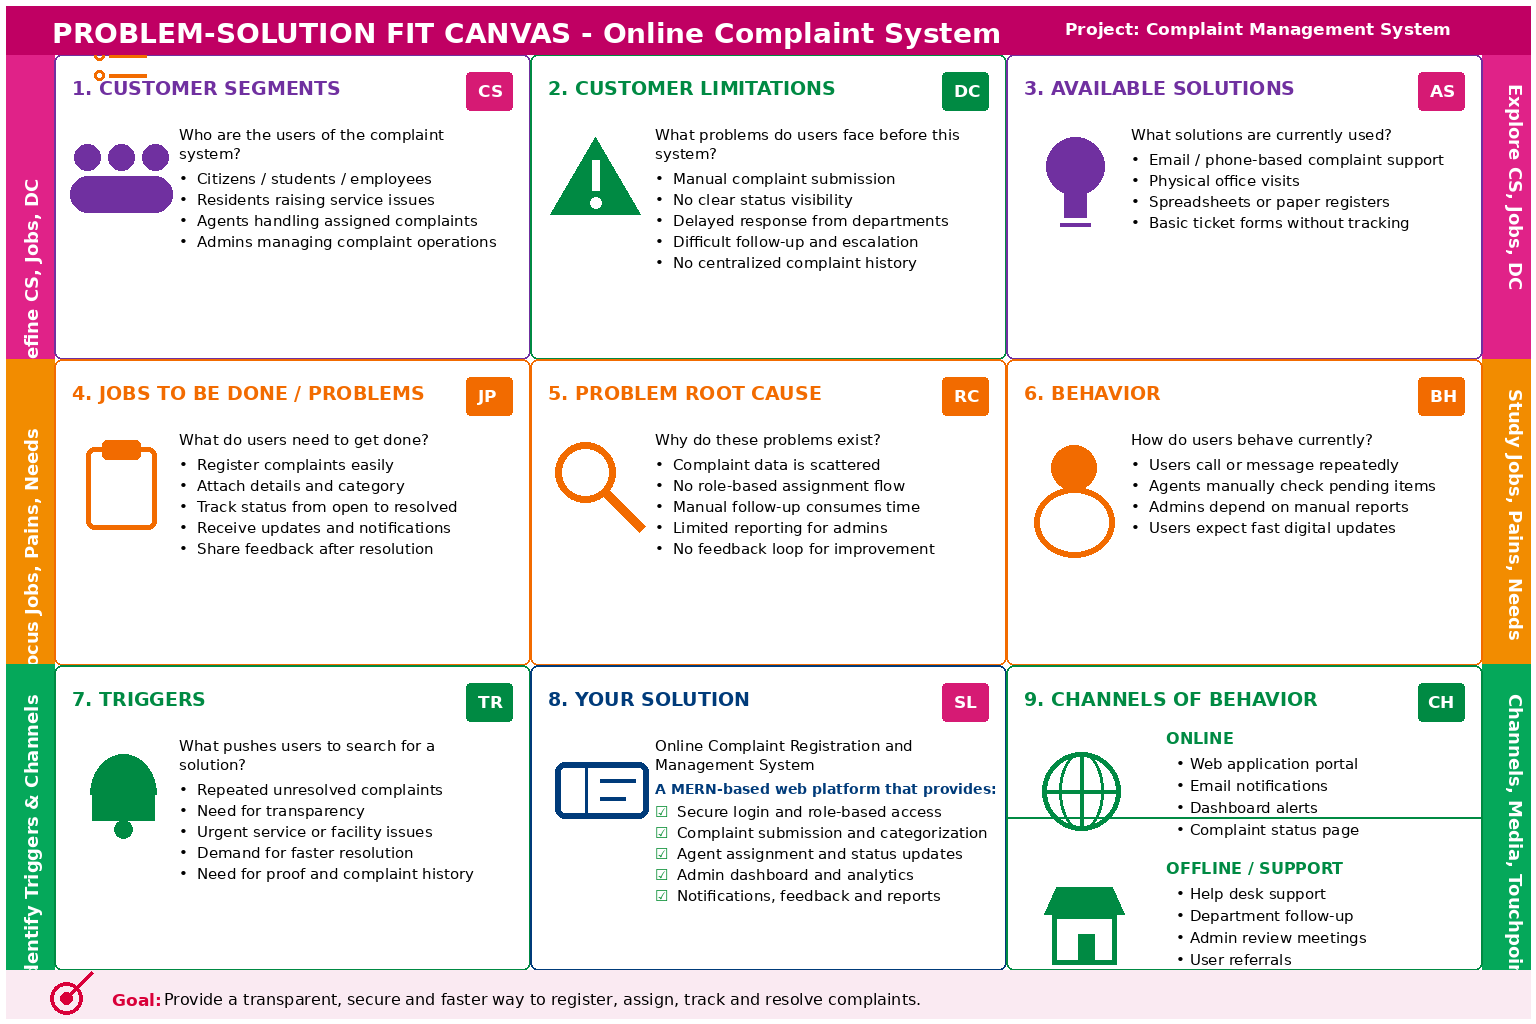 PROBLEM-SOLUTION FIT CANVAS - Online Complaint System
Project: Complaint Management System
efine CS, Jobs, DC
1. CUSTOMER SEGMENTS
CS
Who are the users of the complaint
system?
• Citizens / students / employees
• Residents raising service issues
• Agents handling assigned complaints
• Admins managing complaint operations
2. CUSTOMER LIMITATIONS
DC
What problems do users face before this
system?
• Manual complaint submission
• No clear status visibility
• Delayed response from departments
• Difficult follow-up and escalation
• No centralized complaint history
3. AVAILABLE SOLUTIONS
AS
What solutions are currently used?
• Email / phone-based complaint support
• Physical office visits
• Spreadsheets or paper registers
• Basic ticket forms without tracking
Explore CS, Jobs, DC
ocus Jobs, Pains, Needs
4. JOBS TO BE DONE / PROBLEMS
JP
What do users need to get done?
• Register complaints easily
• Attach details and category
• Track status from open to resolved
• Receive updates and notifications
• Share feedback after resolution
5. PROBLEM ROOT CAUSE
RC
Why do these problems exist?
• Complaint data is scattered
• No role-based assignment flow
• Manual follow-up consumes time
• Limited reporting for admins
• No feedback loop for improvement
6. BEHAVIOR
BH
How do users behave currently?
• Users call or message repeatedly
• Agents manually check pending items
• Admins depend on manual reports
• Users expect fast digital updates
Study Jobs, Pains, Needs
dentify Triggers & Channels
7. TRIGGERS
TR
What pushes users to search for a
solution?
• Repeated unresolved complaints
• Need for transparency
• Urgent service or facility issues
• Demand for faster resolution
• Need for proof and complaint history
8. YOUR SOLUTION
SL
Online Complaint Registration and
Management System
A MERN-based web platform that provides:
☑ Secure login and role-based access
☑ Complaint submission and categorization
☑ Agent assignment and status updates
☑ Admin dashboard and analytics
☑ Notifications, feedback and reports
9. CHANNELS OF BEHAVIOR
CH
ONLINE
• Web application portal
• Email notifications
• Dashboard alerts
• Complaint status page
OFFLINE / SUPPORT
• Help desk support
• Department follow-up
• Admin review meetings
• User referrals
Channels, Media, Touchpoin
Goal: Provide a transparent, secure and faster way to register, assign, track and resolve complaints.